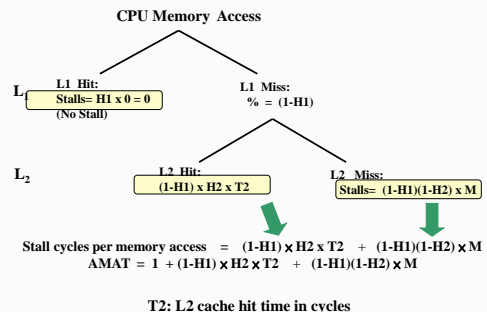 CPU Memory Access
L1 Hit:
L1 Stalls= H1 x 0 = 0
(No Stall)
L1 Miss:
% = (1-H1)
L2
L2 Hit:
(1-H1) x H2 x T2
L2 Miss:
Stalls= (1-H1)(1-H2) x M
Stall cycles per memory access = (1-H1) x H2 x T2 + (1-H1)(1-H2) x M
AMAT = 1 + (1-H1) x H2 x T2 + (1-H1)(1-H2) x M
T2: L2 cache hit time in cycles